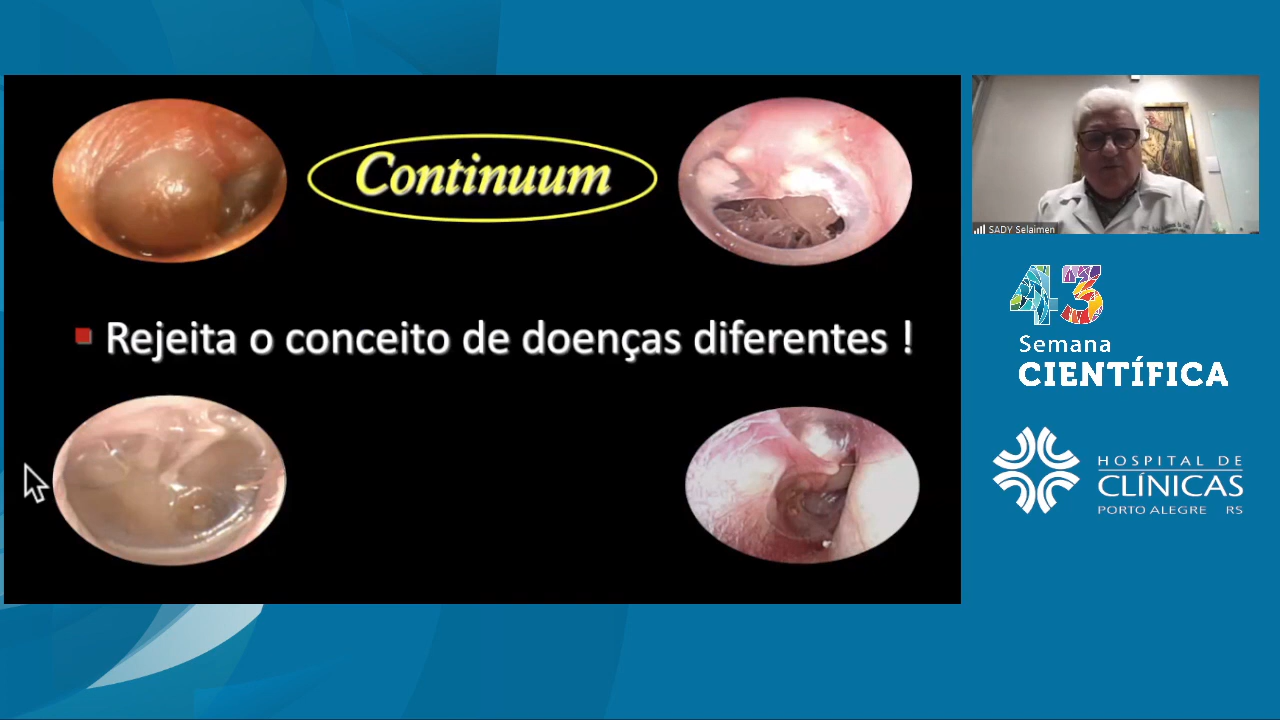 Continuum
Rejeita o conceito de doenças diferentes !
SADY Selaimen
43
Semana
CIENTÍFICA
HOSPITAL DE
CLÍNICAS
PORTO ALEGRE RS